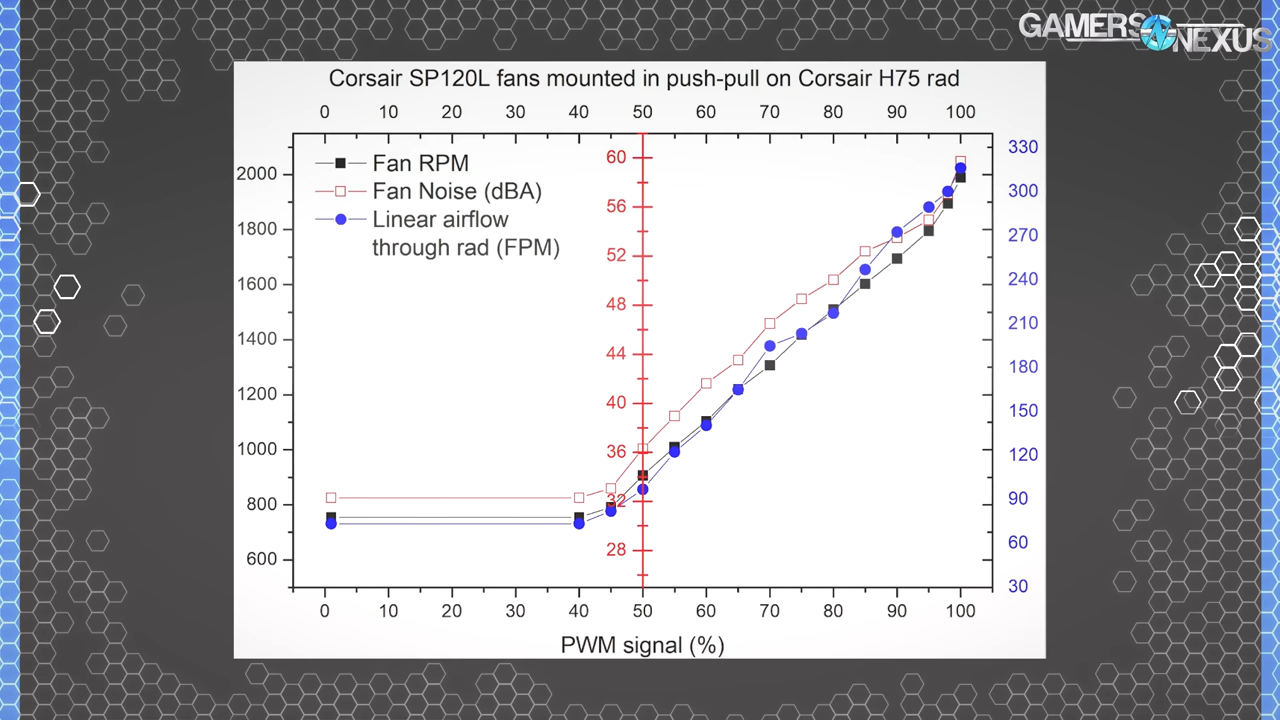 GAMERS
NEXUS
Corsair SP120L fans mounted in push-pull on Corsair H75 rad
0 10 20 30 40 50 60 70 80 90 100
Fan RPM
Fan Noise (dBA)
Linear airflow
through rad (FPM)
2000
1800
1600
1400
1200
1000
800
600
60
56
52
48
44
40
36
32
28
330
300
270
240
210
180
150
120
90
60
30
0 10 20 30 40 50 60 70 80 90 100
PWM signal (%)